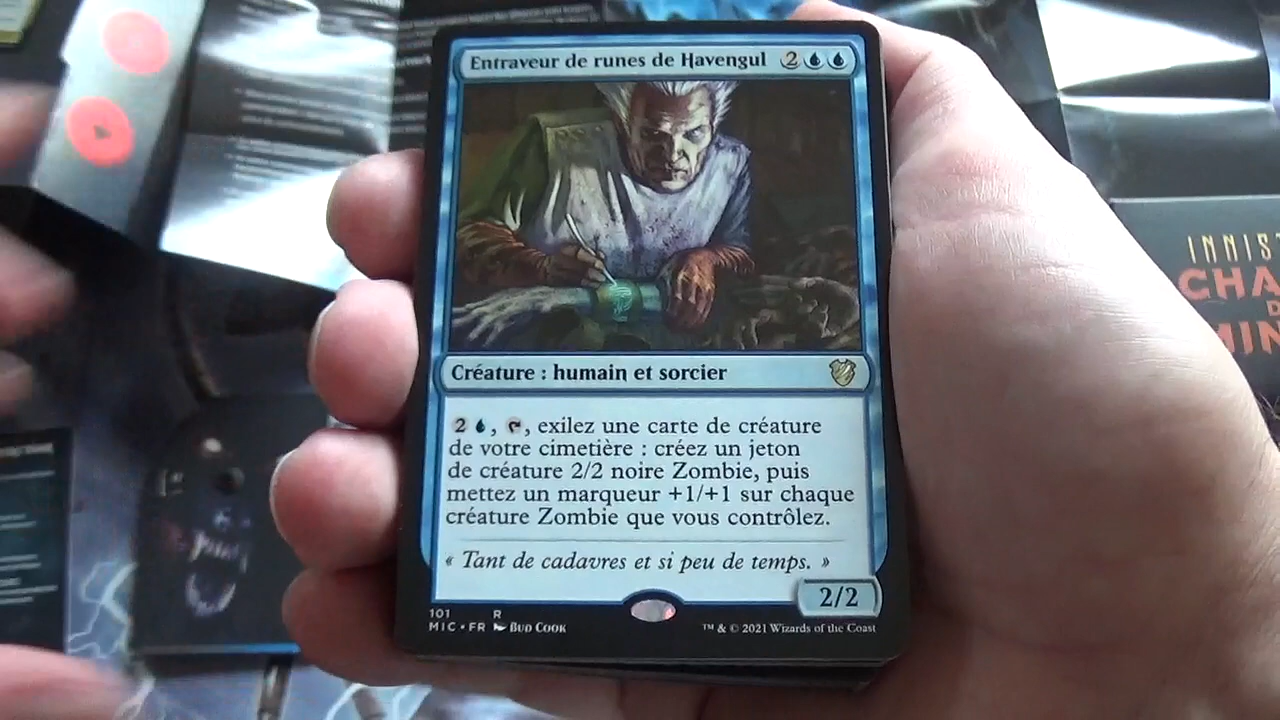 Entraveur de runes de Havengul 2
Créature : humain et sorcier
2 , , exilez une carte de créature
de votre cimetière : créez un jeton
de créature 2/2 noire Zombie, puis
mettez un marqueur +1/+1 sur chaque
créature Zombie que vous contrôlez.
« Tant de cadavres et si peu de temps. »
2/2
101 R
MIC • FR Bud Cook
™ & © 2021 Wizards of the Coast
INNIS
CHA
D
MIN